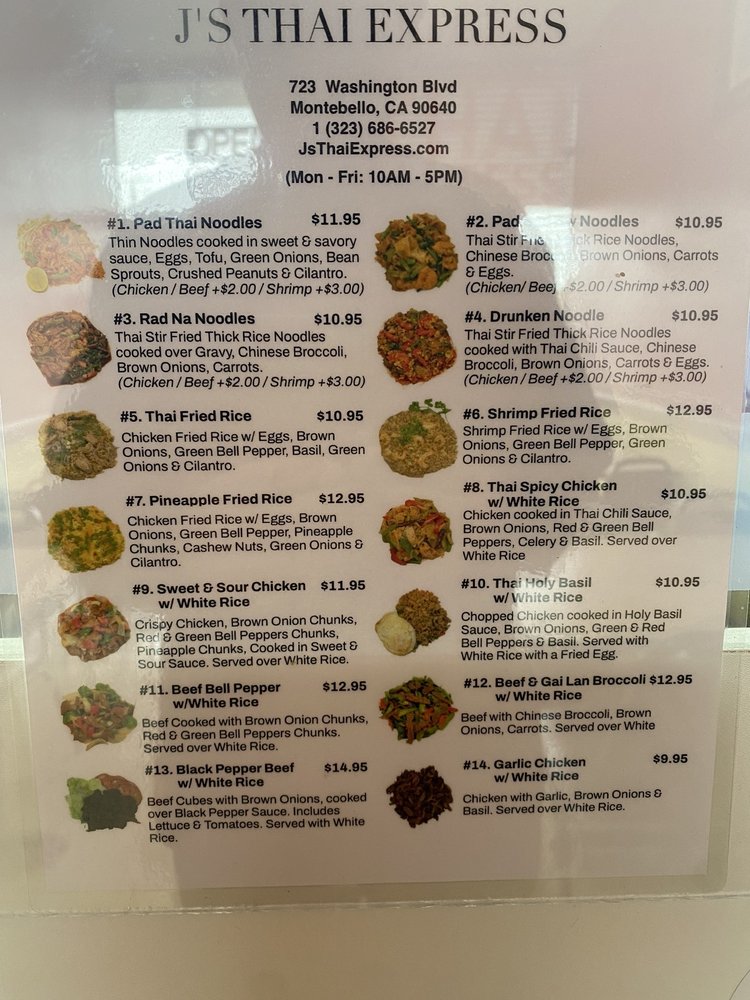 J'S THAI EXPRESS
723 Washington Blvd
Montebello, CA 90640
1 (323) 686-6527
JsThaiExpress.com
(Mon - Fri: 10AM - 5PM)
#1. Pad Thai Noodles $11.95
Thin Noodles cooked in sweet & savory
sauce, Eggs, Tofu, Green Onions, Bean
Sprouts, Crushed Peanuts & Cilantro.
(Chicken / Beef +$2.00 / Shrimp +$3.00)
#2. Pad Noodles $10.95
Thai Stir Rice Noodles,
Chinese Brown Onions, Carrots
& Eggs.
(Chicken/ Beef +$2.00 / Shrimp +$3.00)
#3. Rad Na Noodles $10.95
Thai Stir Fried Thick Rice Noodles
cooked over Gravy, Chinese Broccoli,
Brown Onions, Carrots.
(Chicken / Beef +$2.00 / Shrimp +$3.00)
#4. Drunken Noodle $10.95
Thai Stir Fried Thick Rice Noodles
cooked with Thai Chili Sauce, Chinese
Broccoli, Brown Onions, Carrots & Eggs.
(Chicken / Beef +$2.00 / Shrimp +$3.00)
#5. Thai Fried Rice $10.95
Chicken Fried Rice w/ Eggs, Brown
Onions, Green Bell Pepper, Basil, Green
Onions & Cilantro.
#6. Shrimp Fried Rice $12.95
Shrimp Fried Rice w/ Eggs, Brown
Onions, Green Bell Pepper, Green
Onions & Cilantro.
#7. Pineapple Fried Rice $12.95
Chicken Fried Rice w/ Eggs, Brown
Onions, Green Bell Pepper, Pineapple
Chunks, Cashew Nuts, Green Onions &
Cilantro.
#8. Thai Spicy Chicken $10.95
w/ White Rice
Chicken cooked in Thai Chili Sauce,
Brown Onions, Red & Green Bell
Peppers, Celery & Basil. Served over
White Rice
#9. Sweet & Sour Chicken $11.95
w/ White Rice
Crispy Chicken, Brown Onion Chunks,
Red & Green Bell Peppers Chunks,
Pineapple Chunks, Cooked in Sweet &
Sour Sauce. Served over White Rice.
#10. Thai Holy Basil $10.95
w/ White Rice
Chopped Chicken cooked in Holy Basil
Sauce, Brown Onions, Green & Red
Bell Peppers & Basil. Served with
White Rice with a Fried Egg.
#11. Beef Bell Pepper $12.95
w/White Rice
Beef Cooked with Brown Onion Chunks,
Red & Green Bell Peppers Chunks.
Served over White Rice.
#12. Beef & Gai Lan Broccoli $12.95
w/ White Rice
Beef with Chinese Broccoli, Brown
Onions, Carrots. Served over White
#13. Black Pepper Beef $14.95
w/ White Rice
Beef Cubes with Brown Onions, cooked
over Black Pepper Sauce. Includes
Lettuce & Tomatoes. Served with White
Rice.
#14. Garlic Chicken $9.95
w/ White Rice
Chicken with Garlic, Brown Onions &
Basil. Served over White Rice.